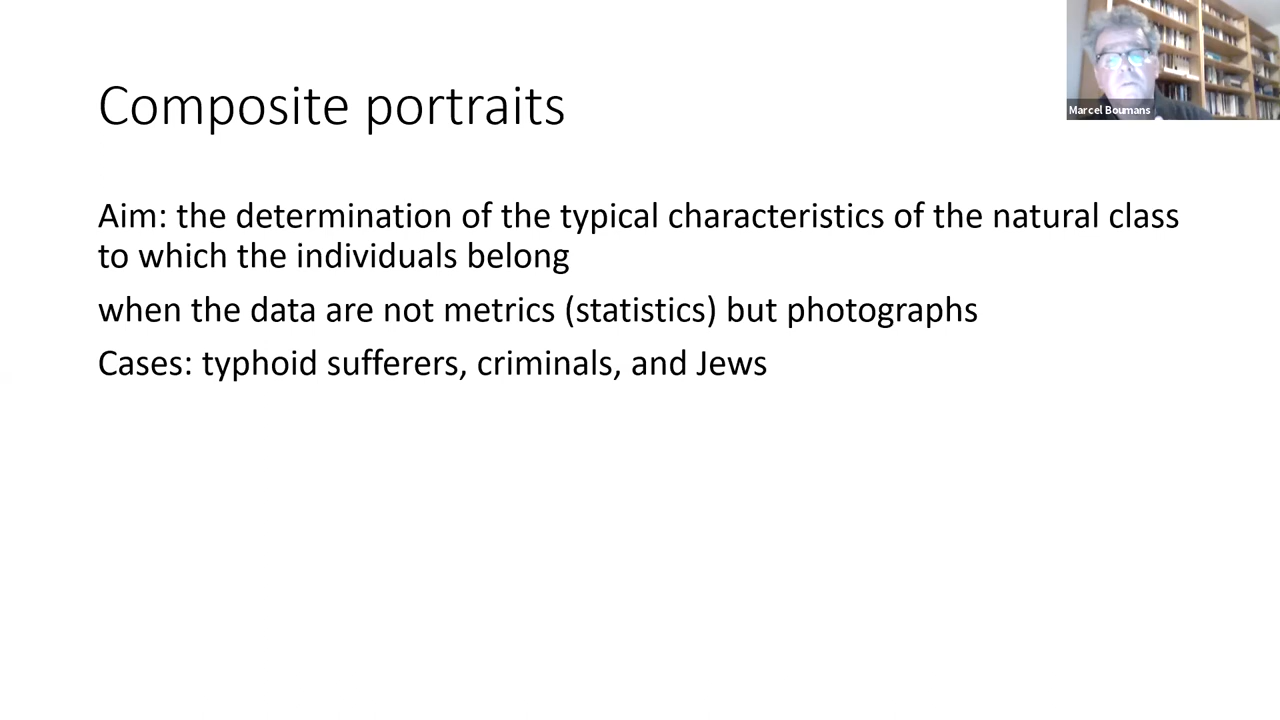 Composite portraits
Marcel Boumans
Aim: the determination of the typical characteristics of the natural class
to which the individuals belong
when the data are not metrics (statistics) but photographs
Cases: typhoid sufferers, criminals, and Jews